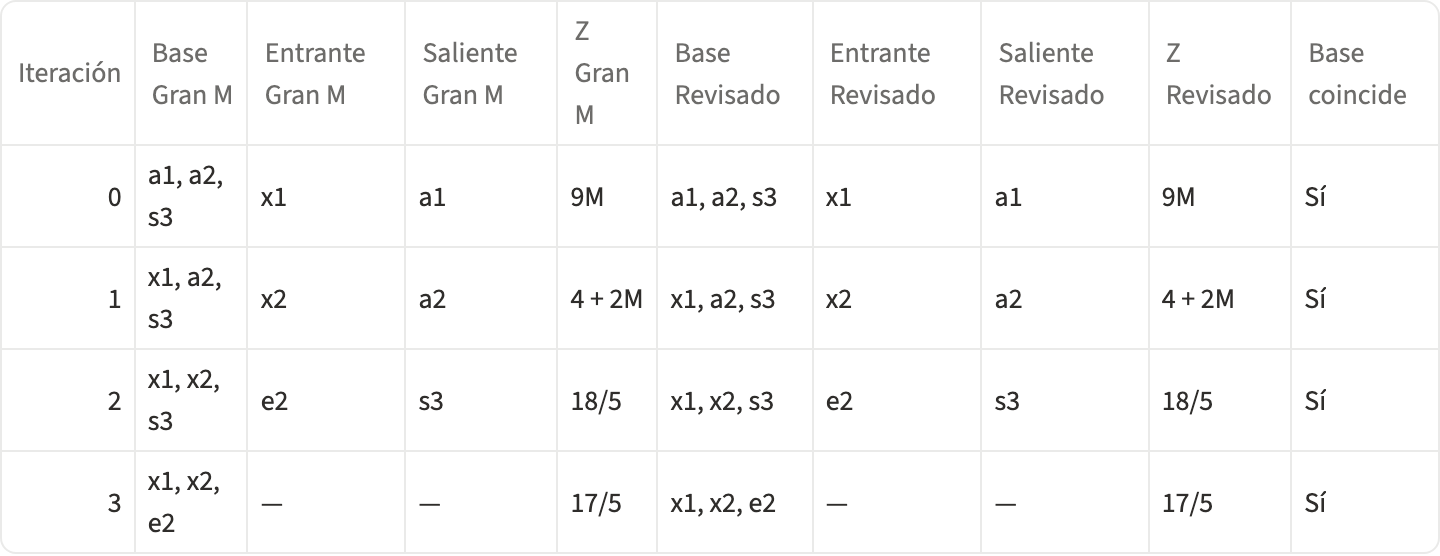 Iteración Base Gran M Entrante Gran M Saliente Gran M Z Gran M Base Revisado Entrante Revisado Saliente Revisado Z Revisado Base coincide
0 a1, a2, s3 x1 a1 9M a1, a2, s3 x1 a1 9M Sí
1 x1, a2, s3 x2 a2 4 + 2M x1, a2, s3 x2 a2 4 + 2M Sí
2 x1, x2, s3 e2 s3 18/5 x1, x2, s3 e2 s3 18/5 Sí
3 x1, x2, e2 — — 17/5 x1, x2, e2 — — 17/5 Sí